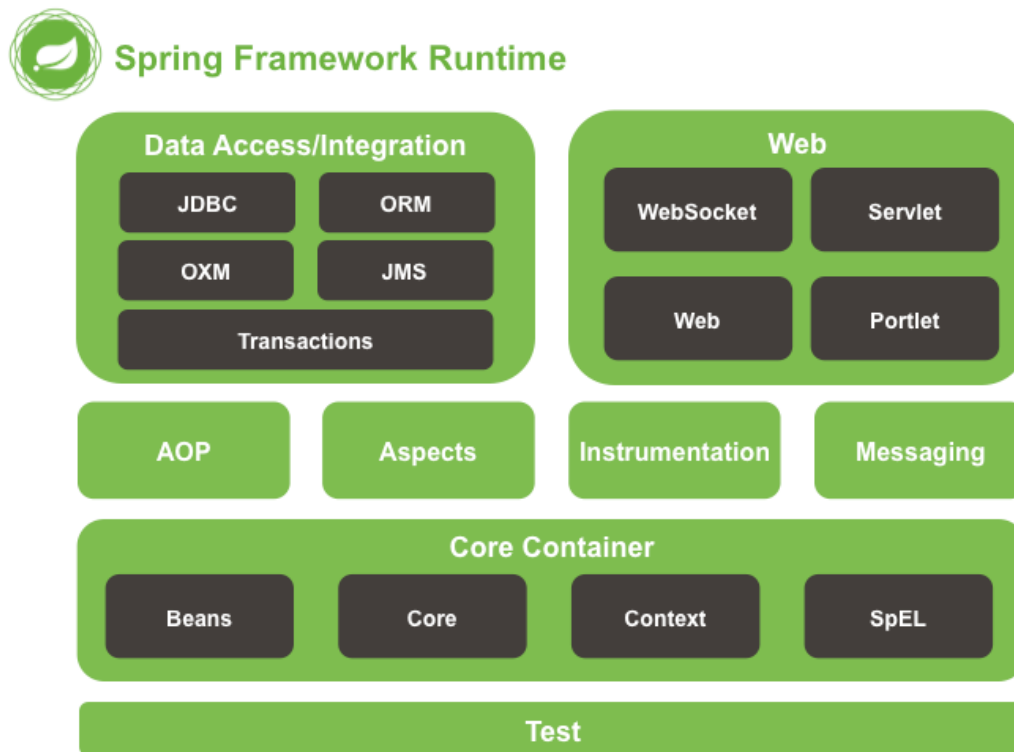 Spring Framework Runtime
Data Access/Integration
JDBC
ORM
OXM
JMS
Transactions
Web
WebSocket
Servlet
Web
Portlet
AOP
Aspects
Instrumentation
Messaging
Core Container
Beans
Core
Context
SpEL
Test